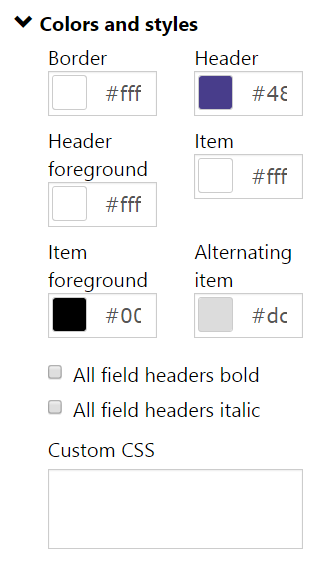 Colors and styles
Border Header
#fff #48
Header Item
foreground
#fff #fff
Item Alternating
foreground item
#00 #dc
All field headers bold
All field headers italic
Custom CSS